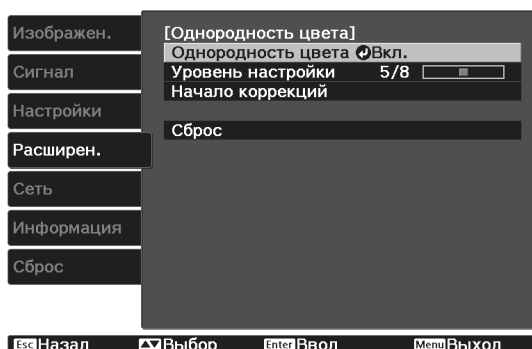 Изображен.
Сигнал
Настройки
Расширен.
Сеть
Информация
Сброс
[Однородность цвета]
Однородность цвета Вкл.
Уровень настройки 5/8
Начало коррекций
Сброс
Esc Назад Выбор Enter Ввод Menu Выход